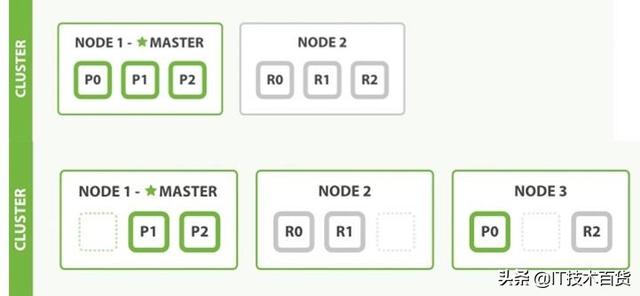 CLUSTER
NODE 1 - ★MASTER
P0 P1 P2
NODE 2
R0 R1 R2
CLUSTER
NODE 1 - ★MASTER
P1 P2
NODE 2
R0 R1
NODE 3
P0 R2
头条 @IT技术百货